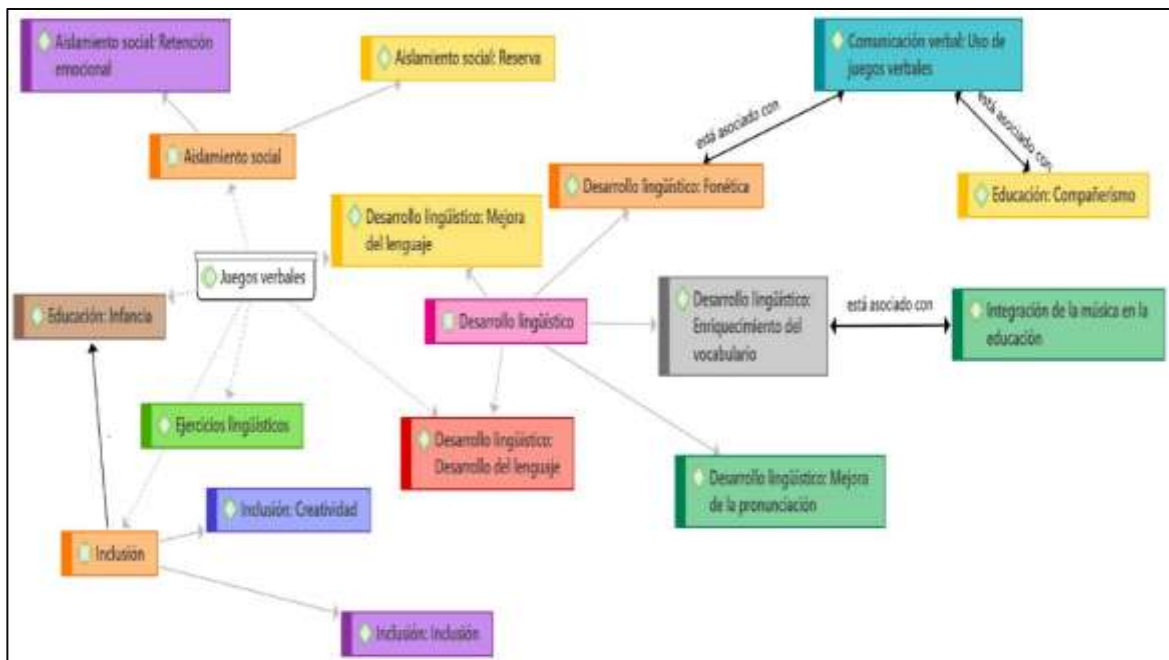 Aislamiento social: Retención
emocional
Aislamiento social: Reserva
Comunicación verbal: Uso de
juegos verbales
está asociado con
está asociado con
Aislamiento social
Desarrollo lingüístico: Fonética
Educación: Compañerismo
Desarrollo lingüístico: Mejora
del lenguaje
Juegos verbales
Educación: Infancia
Desarrollo lingüístico
Desarrollo lingüístico:
Enriquecimiento del
vocabulario
está asociado con
Integración de la música en la
educación
Ejercicios lingüísticos
Desarrollo lingüístico:
Desarrollo del lenguaje
Desarrollo lingüístico: Mejora
de la pronunciación
Inclusión: Creatividad
Inclusión
Inclusión: Inclusión